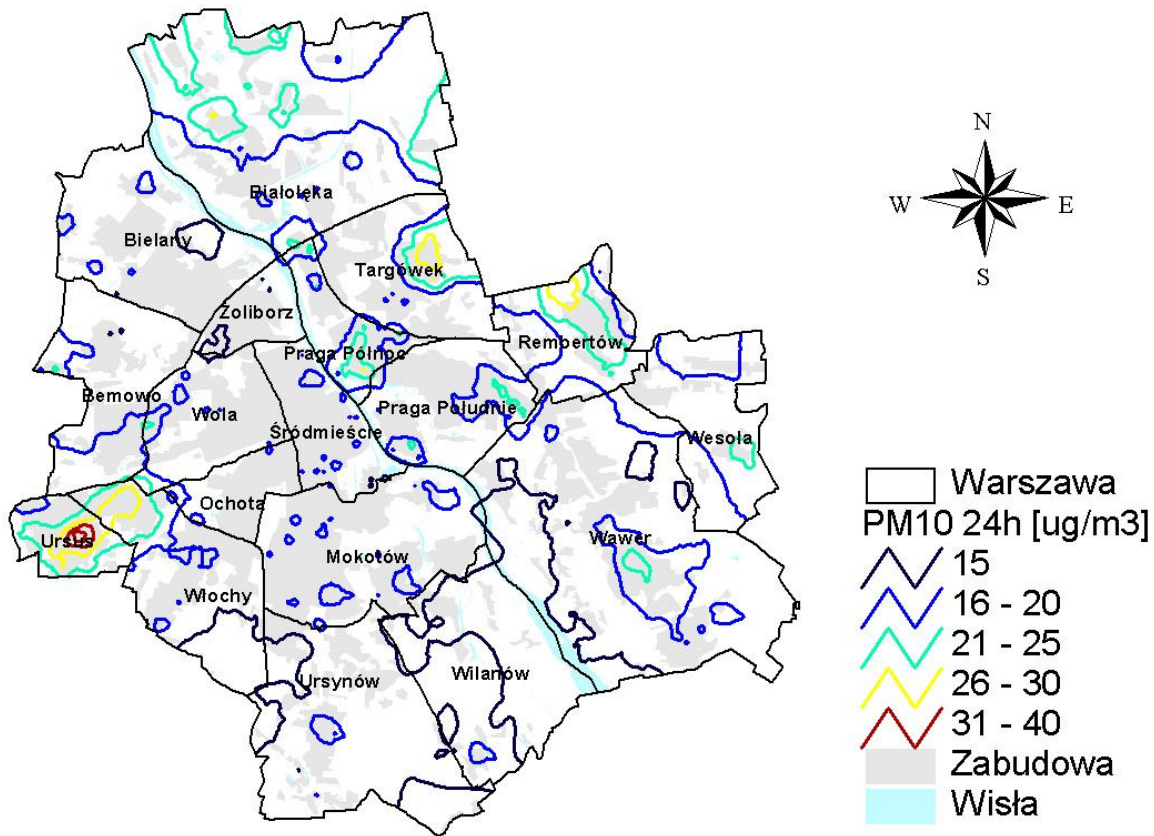 N
W
E
S
Białołęka
Bielany
Targówek
Żoliborz
Rembertów
Praga Północ
Bemowo
Wola
Praga Południe
Śródmieście
Wesoła
Ochota
Ursus
Wawer
Mokotów
Włochy
Ursynów
Wilanów
Warszawa
PM10 24h [ug/m3]
15
16 - 20
21 - 25
26 - 30
31 - 40
Zabudowa
Wisła